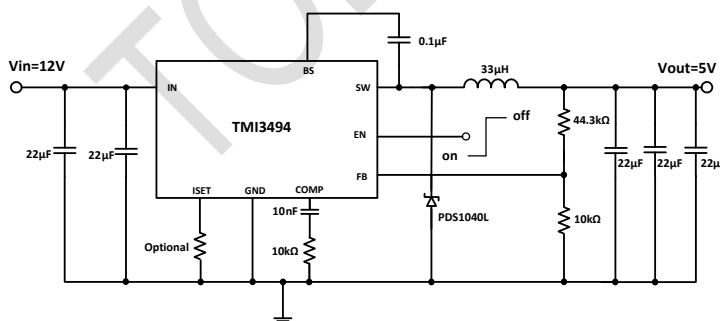 0.1μF
Vin=12V
33μH
Vout=5V
BS
IN
SW
TMI3494
EN
off
on
44.3kΩ
22μF
22μF
FB
22μF
22μF
22μ
ISET
GND
COMP
10nF
PDS1040L
10kΩ
Optional
10kΩ